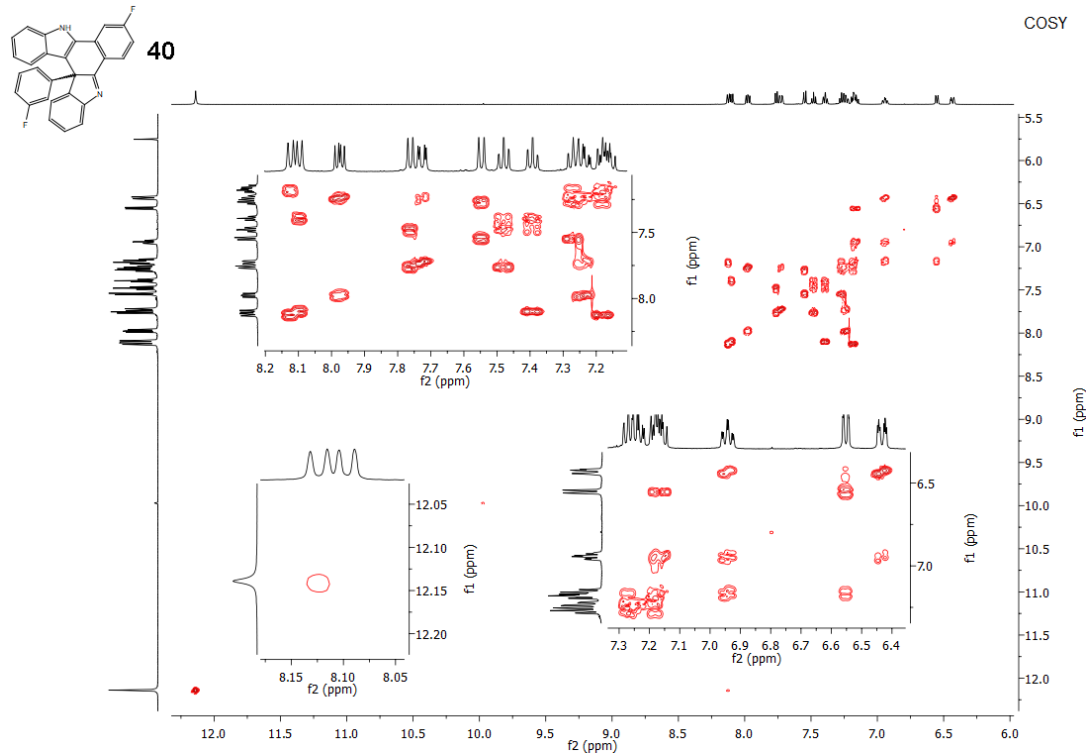 COSY
F
NH
40
N
F
5.5
6.0
6.5
7.0
7.5
8.0
8.5
9.0
9.5
10.0
10.5
11.0
11.5
12.0
f1 (ppm)
12.0 11.5 11.0 10.5 10.0 9.5 9.0 8.5 8.0 7.5 7.0 6.5 6.0
f2 (ppm)
7.5
8.0
f1 (ppm)
8.2 8.1 8.0 7.9 7.8 7.7 7.6 7.5 7.4 7.3 7.2
f2 (ppm)
12.05
12.10
12.15
12.20
f1 (ppm)
8.15 8.10 8.05
f2 (ppm)
6.5
7.0
f1 (ppm)
7.3 7.2 7.1 7.0 6.9 6.8 6.7 6.6 6.5 6.4
f2 (ppm)